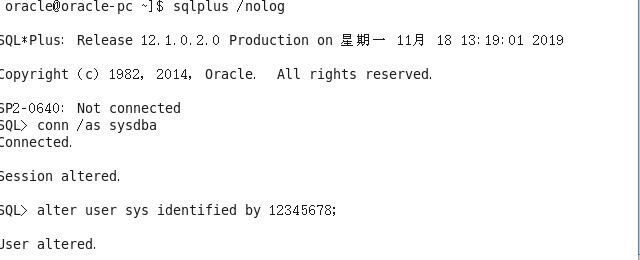 oracle@oracle-pc ~]$ sqlplus /nolog
SQL*Plus: Release 12.1.0.2.0 Production on 星期一 11月 18 13:19:01 2019
Copyright (c) 1982, 2014, Oracle.  All rights reserved.
SP2-0640: Not connected
SQL> conn /as sysdba
Connected.
Session altered.
SQL> alter user sys identified by 12345678;
User altered.